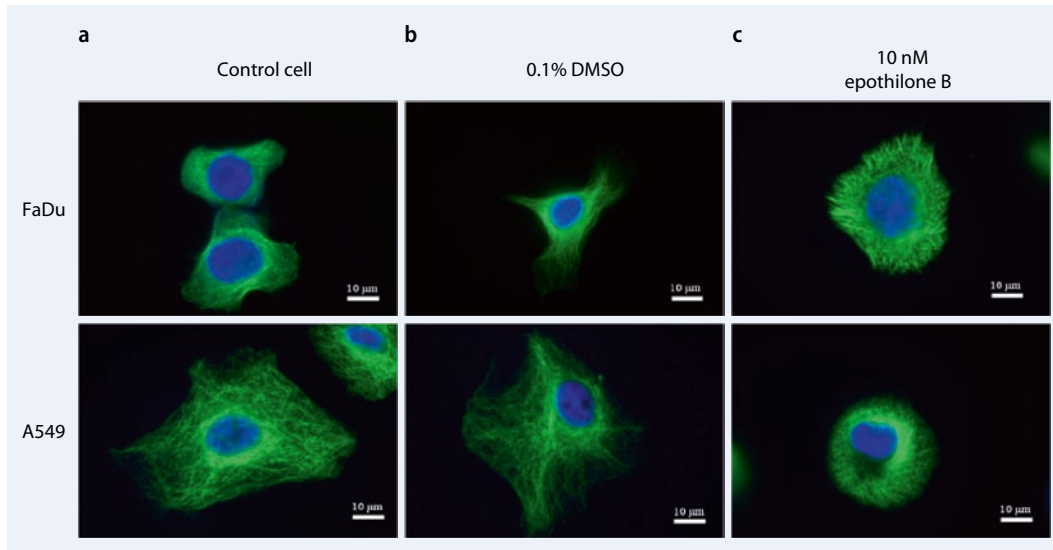 a
b
c
Control cell
0.1% DMSO
10 nM
epothilone B
FaDu
10 μm
10 μm
10 μm
A549
10 μm
10 μm
10 μm